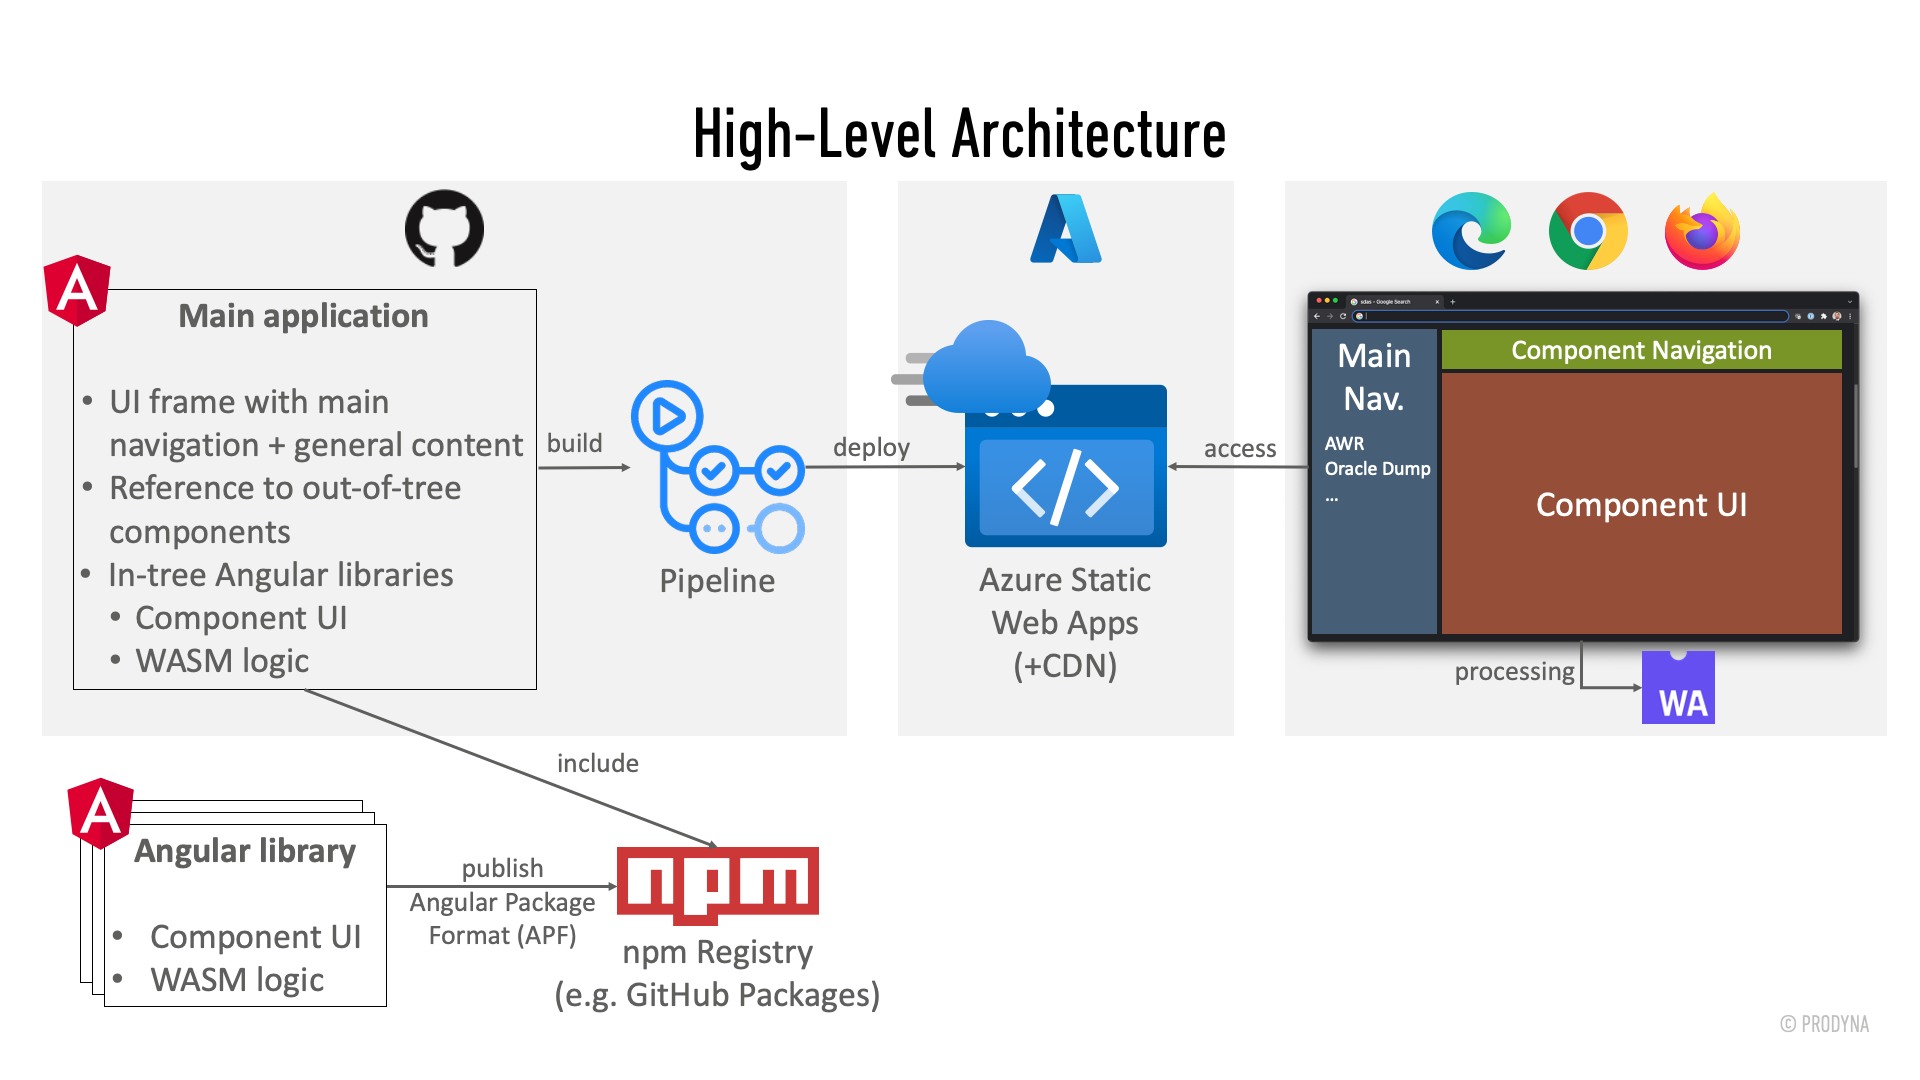 High-Level Architecture
Main application
• UI frame with main
navigation + general content
• Reference to out-of-tree
components
• In-tree Angular libraries
• Component UI
• WASM logic
build
Pipeline
deploy
Azure Static
Web Apps
(+CDN)
access
sdas - Google Search
Main
Nav.
AWR
Oracle Dump
...
Component Navigation
Component UI
processing
WA
include
Angular library
• Component UI
• WASM logic
publish
Angular Package
Format (APF)
npm
npm Registry
(e.g. GitHub Packages)
© PRODYNA